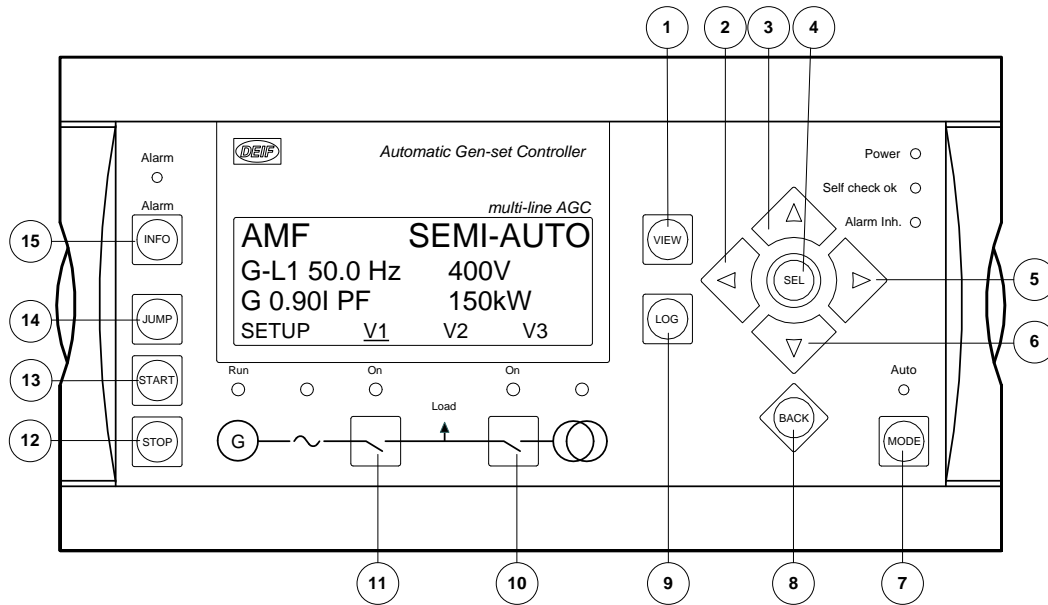 1 2 3 4
DEIF Automatic Gen-set Controller
multi-line AGC
Alarm
Alarm
INFO
15
JUMP
14
START
13
STOP
12
AMF SEMI-AUTO
G-L1 50.0 Hz 400V
G 0.90I PF 150kW
SETUP V1 V2 V3
VIEW
LOG
SEL
BACK
Power
Self check ok
Alarm Inh.
5
6
Auto
MODE
Run On On
Load
G
11 10 9 8 7